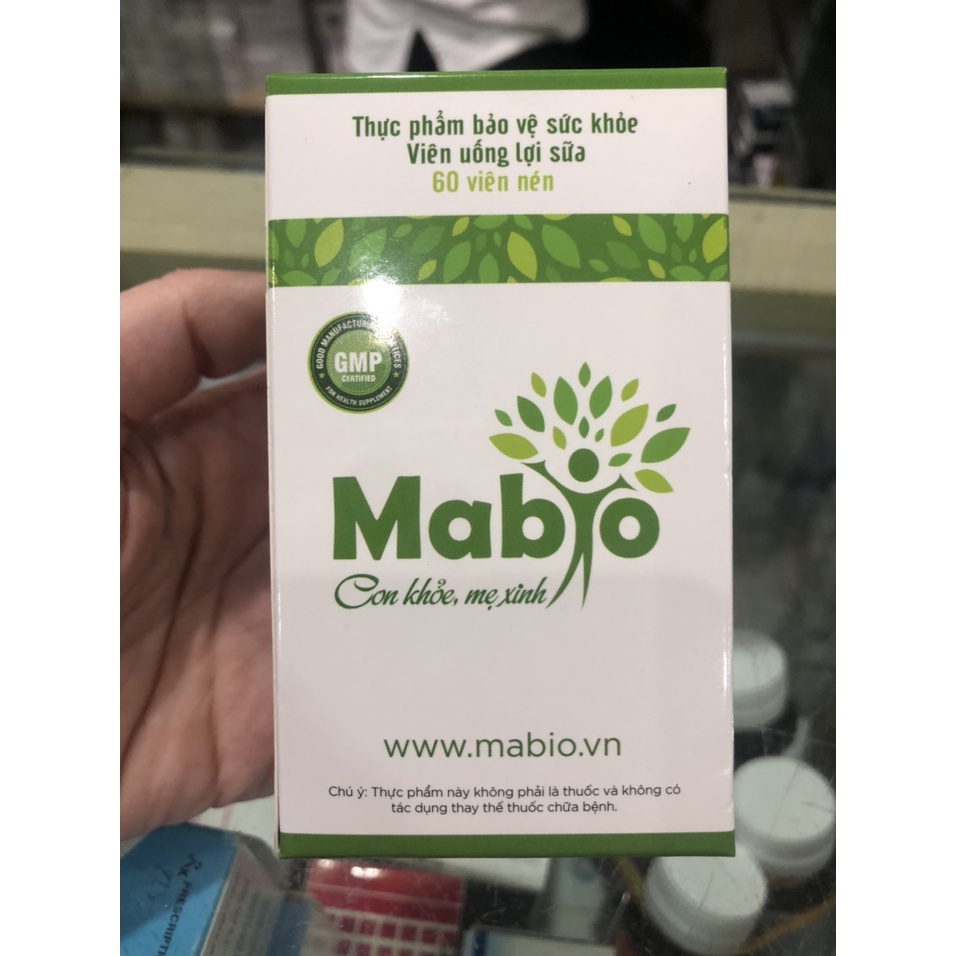 Thực phẩm bảo vệ sức khỏe
Viên uống lợi sữa
60 viên nén
GOOD MANUFACTURING PRACTICES
GMP
CERTIFIED
FOR HEALTH SUPPLEMENT
Mabio
Con khỏe, mẹ xinh
www.mabio.vn
Chú ý: Thực phẩm này không phải là thuốc và không có
tác dụng thay thế thuốc chữa bệnh.